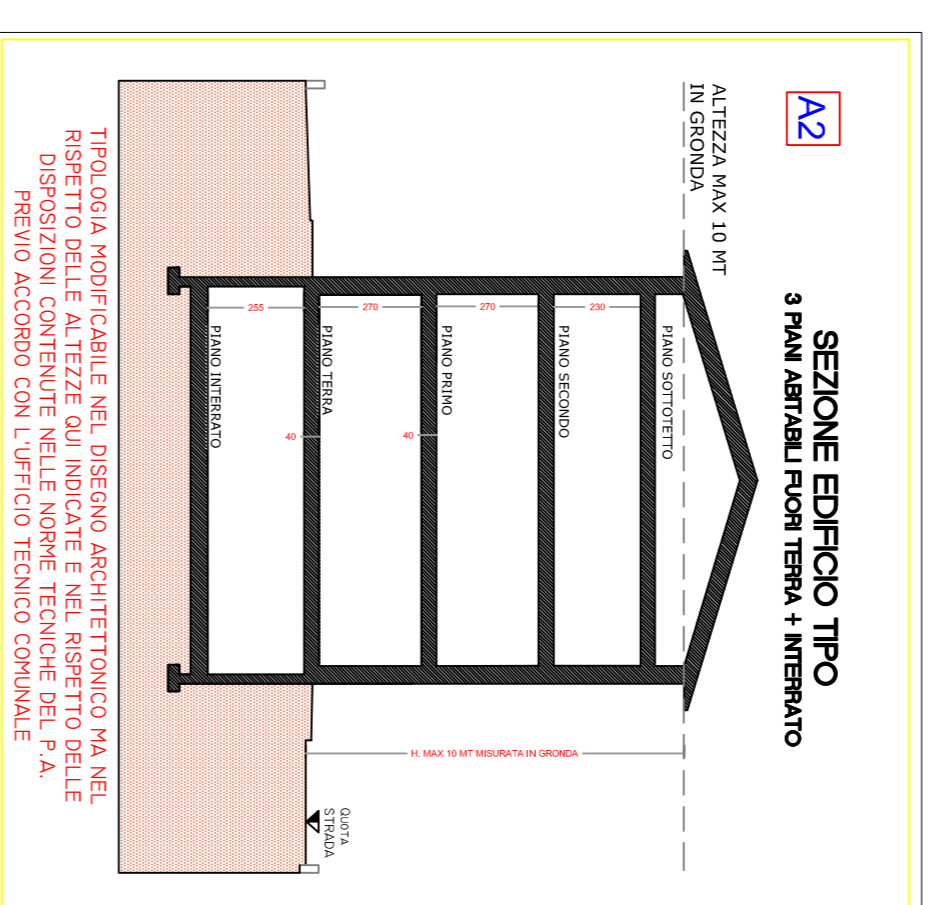 A2
SEZIONE EDIFICIO TIPO
3 PIANI ABITABILI FUORI TERRA + INTERRATO
ALTEZZA MAX 10 MT
IN GRONDA
PIANO SOTTOTETTO
230
PIANO SECONDO
270
PIANO PRIMO
40
270
PIANO TERRA
40
255
PIANO INTERRATO
H. MAX 10 MT MISURATA IN GRONDA
QUOTA
STRADA
TIPOLOGIA MODIFICABILE NEL DISEGNO ARCHITETTONICO MA NEL
RISPETTO DELLE ALTEZZE QUI INDICATE E NEL RISPETTO DELLE
DISPOSIZIONI CONTENUTE NELLE NORME TECNICHE DEL P.A.
PREVIO ACCORDO CON L'UFFICIO TECNICO COMUNALE